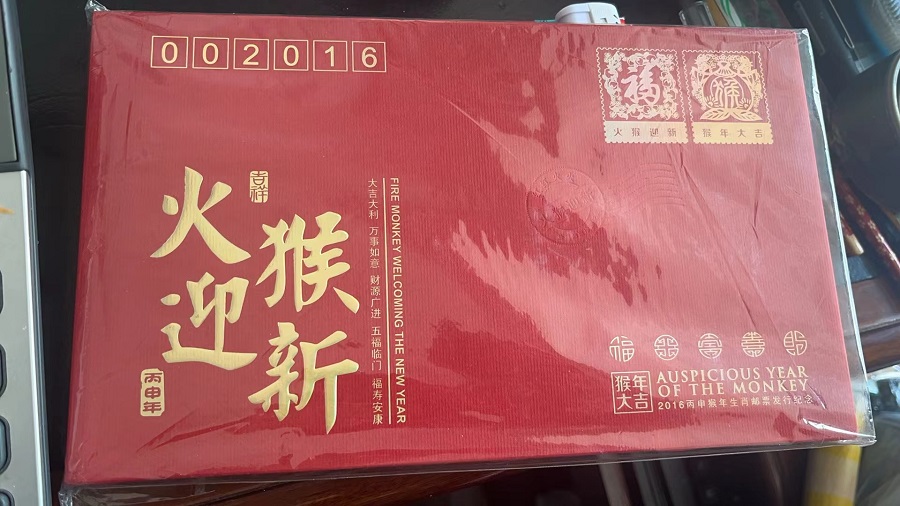 002016
火猴迎新
猴年大吉
福
猴
火猴
迎新
吉祥
丙申年
大吉大利 万事如意 财源广进 五福临门 福寿安康
FIRE MONKEY WELCOMING THE NEW YEAR
猴年
大吉
AUSPICIOUS YEAR
OF THE MONKEY
2016丙申猴年生肖邮票发行纪念